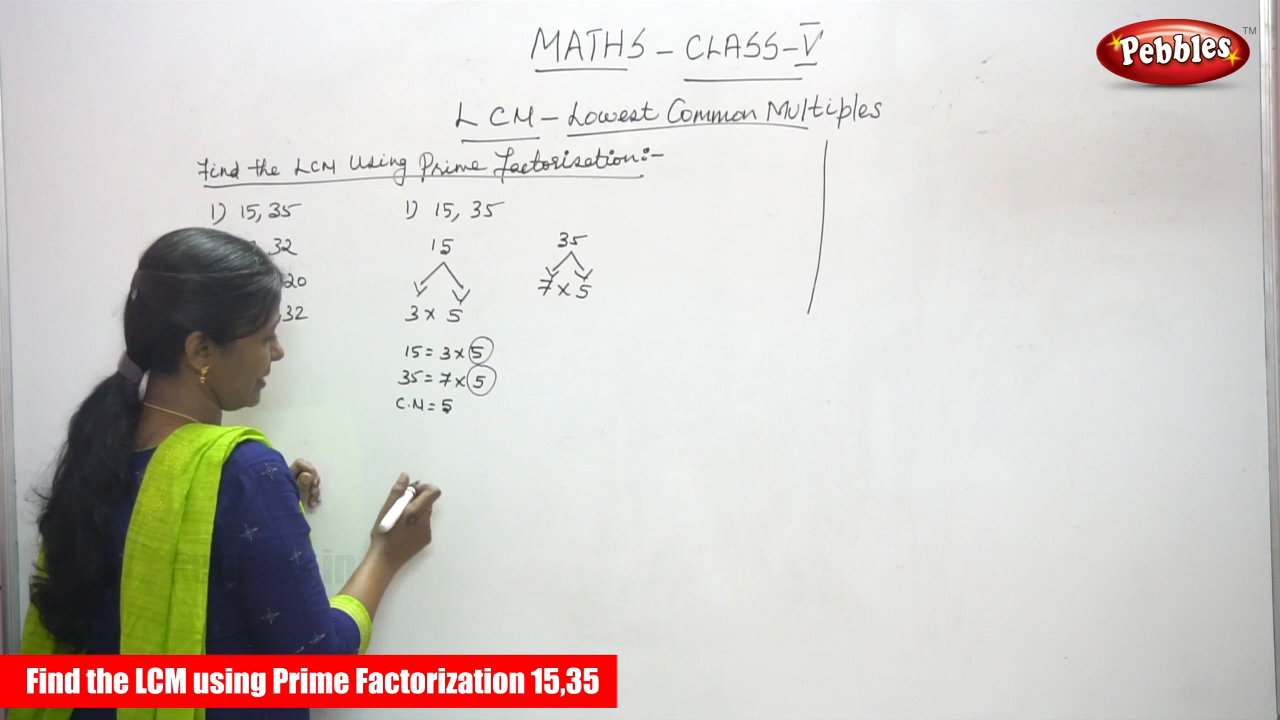 MATHS - CLASS - V
Pebbles TM
LCM - Lowest Common Multiples
Find the LCM Using Prime Factorisation:-
1) 15, 35
32
20
32
1) 15, 35
15
3 × 5
35
7 × 5
15 = 3 × 5
35 = 7 × 5
C.M = 5
Find the LCM using Prime Factorization 15,35